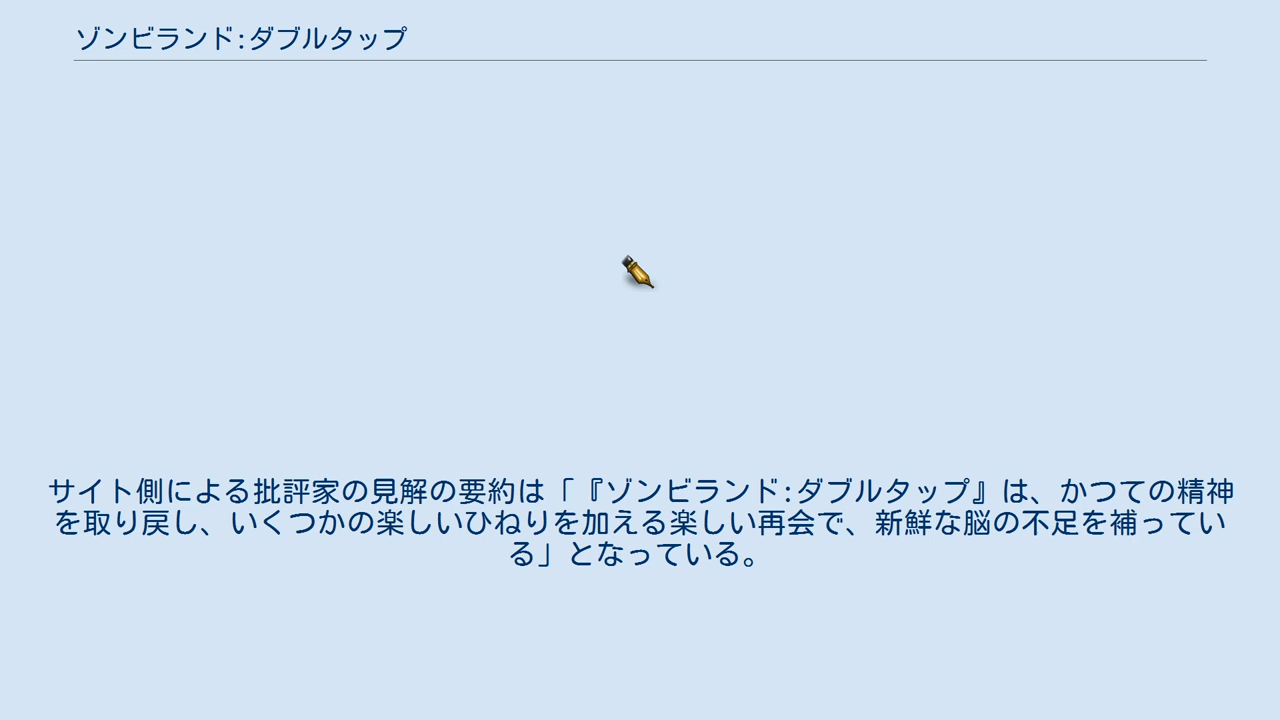 ゾンビランド:ダブルタップ
サイト側による批評家の見解の要約は「『ゾンビランド:ダブルタップ』は、かつての精神
を取り戻し、いくつかの楽しいひねりを加える楽しい再会で、新鮮な脳の不足を補ってい
る」となっている。